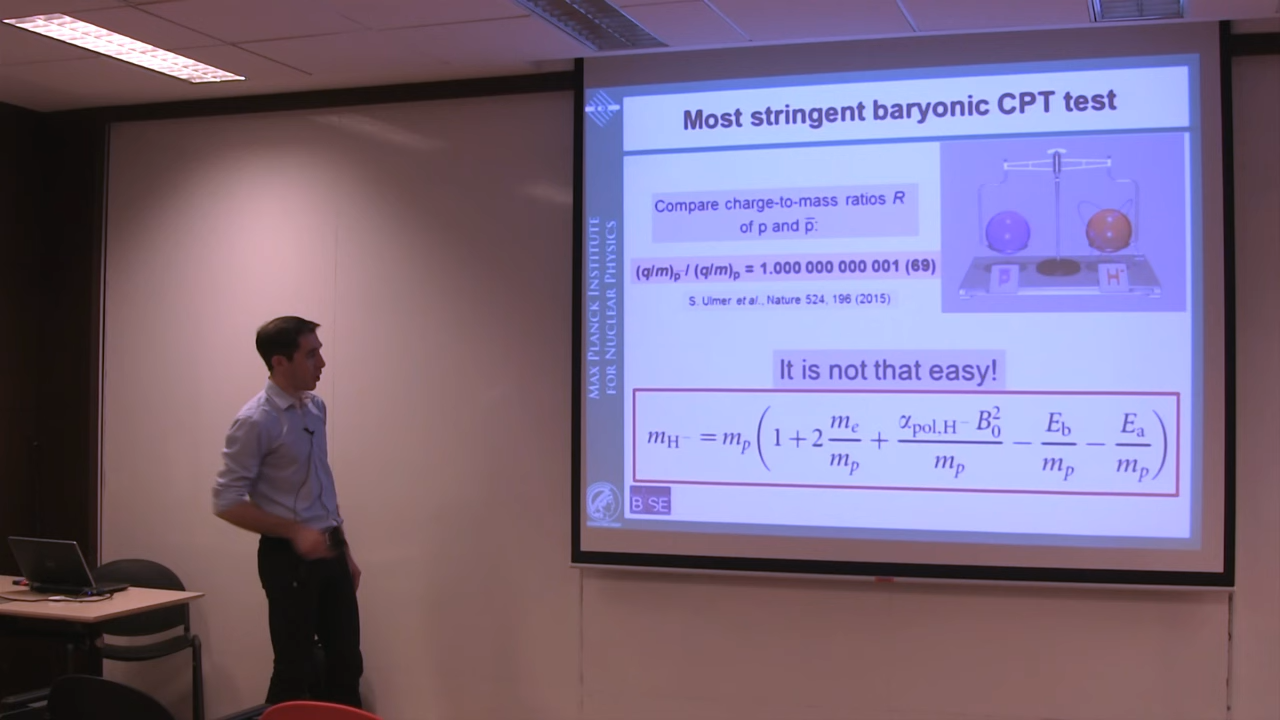 Most stringent baryonic CPT test
MAX PLANCK INSTITUTE
FOR NUCLEAR PHYSICS
Compare charge-to-mass ratios R
of p and p̅:
(q/m)p̅ / (q/m)p = 1.000 000 000 001 (69)
S. Ulmer et al., Nature 524, 196 (2015)
p̅ H⁻
It is not that easy!
m_H⁻ = m_p (1 + 2 m_e/m_p + α_pol,H⁻ B₀²/m_p − E_b/m_p − E_a/m_p)
BASE